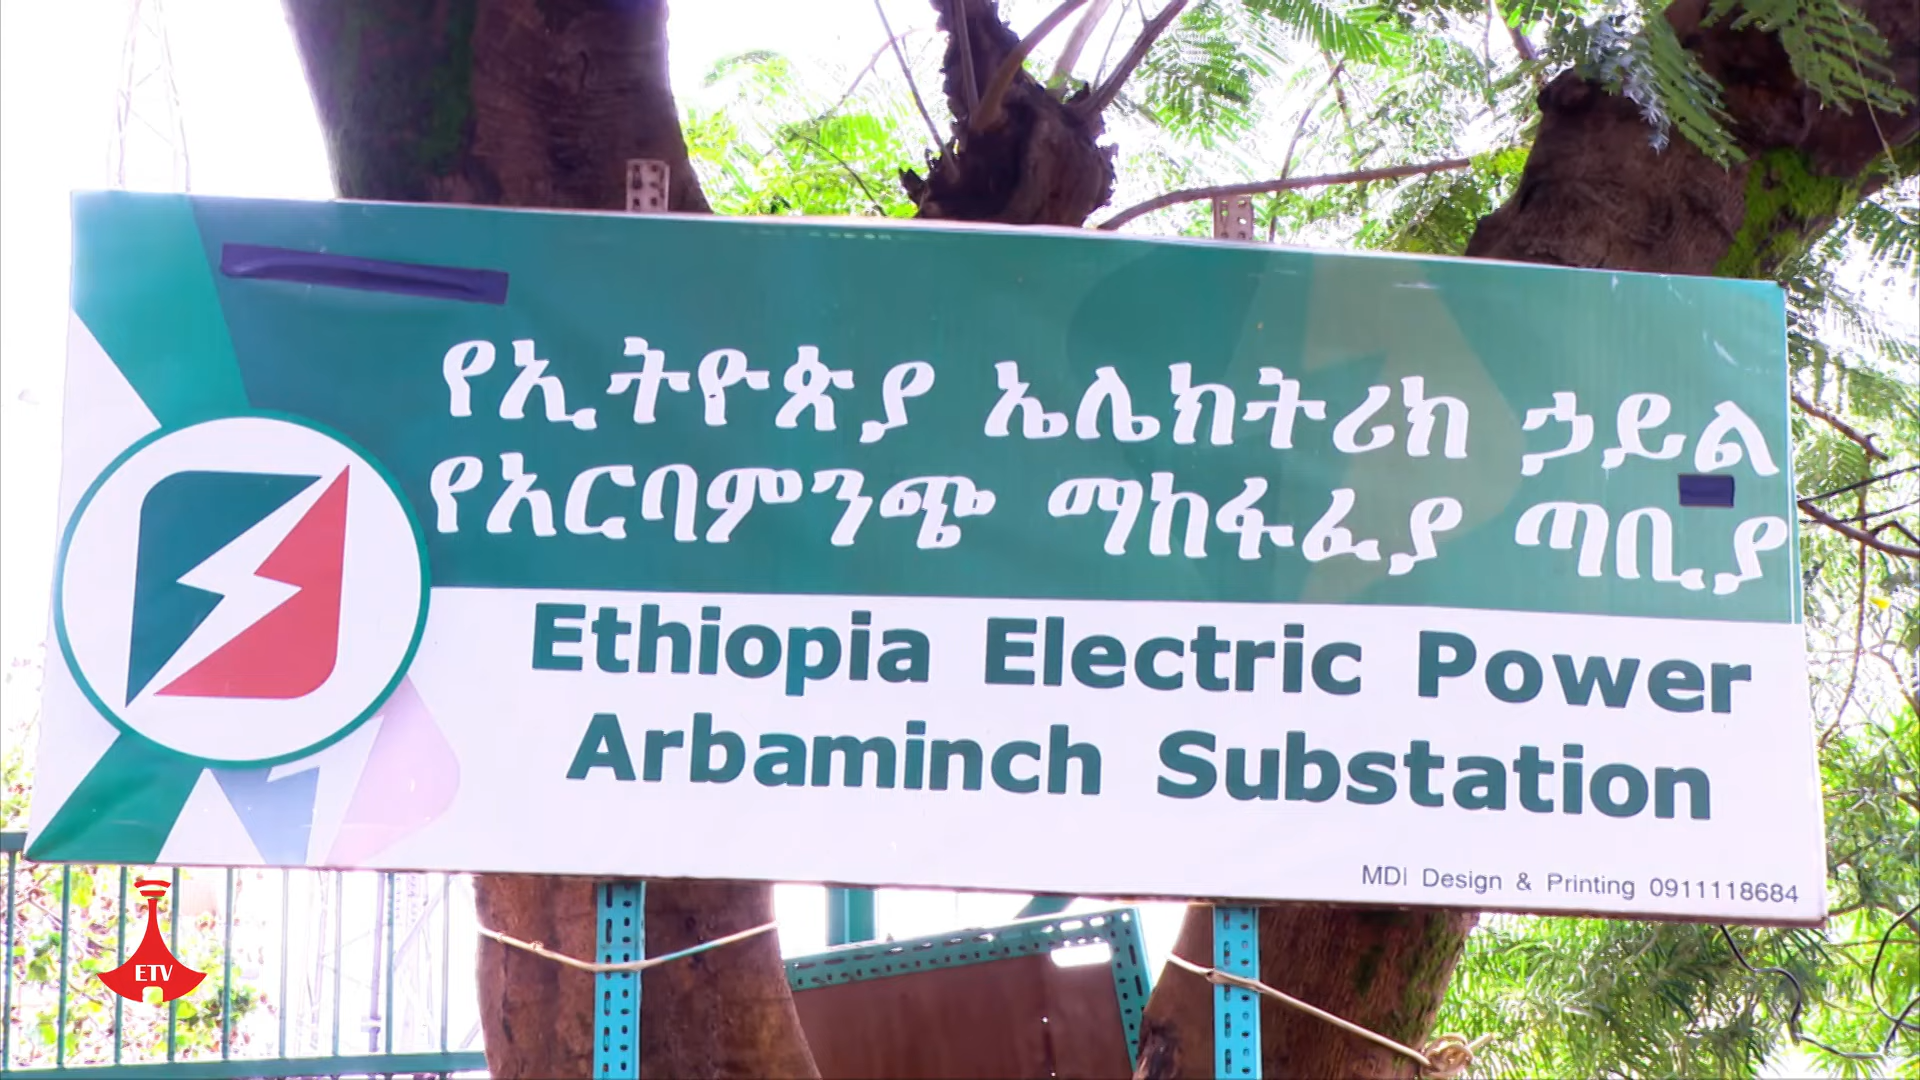 የኢትዮጵያ ኤሌክትሪክ ኃይል
የአርባምንጭ ማከፋፈያ ጣቢያ
Ethiopia Electric Power
Arbaminch Substation
MDI Design & Printing 0911118684
ETV